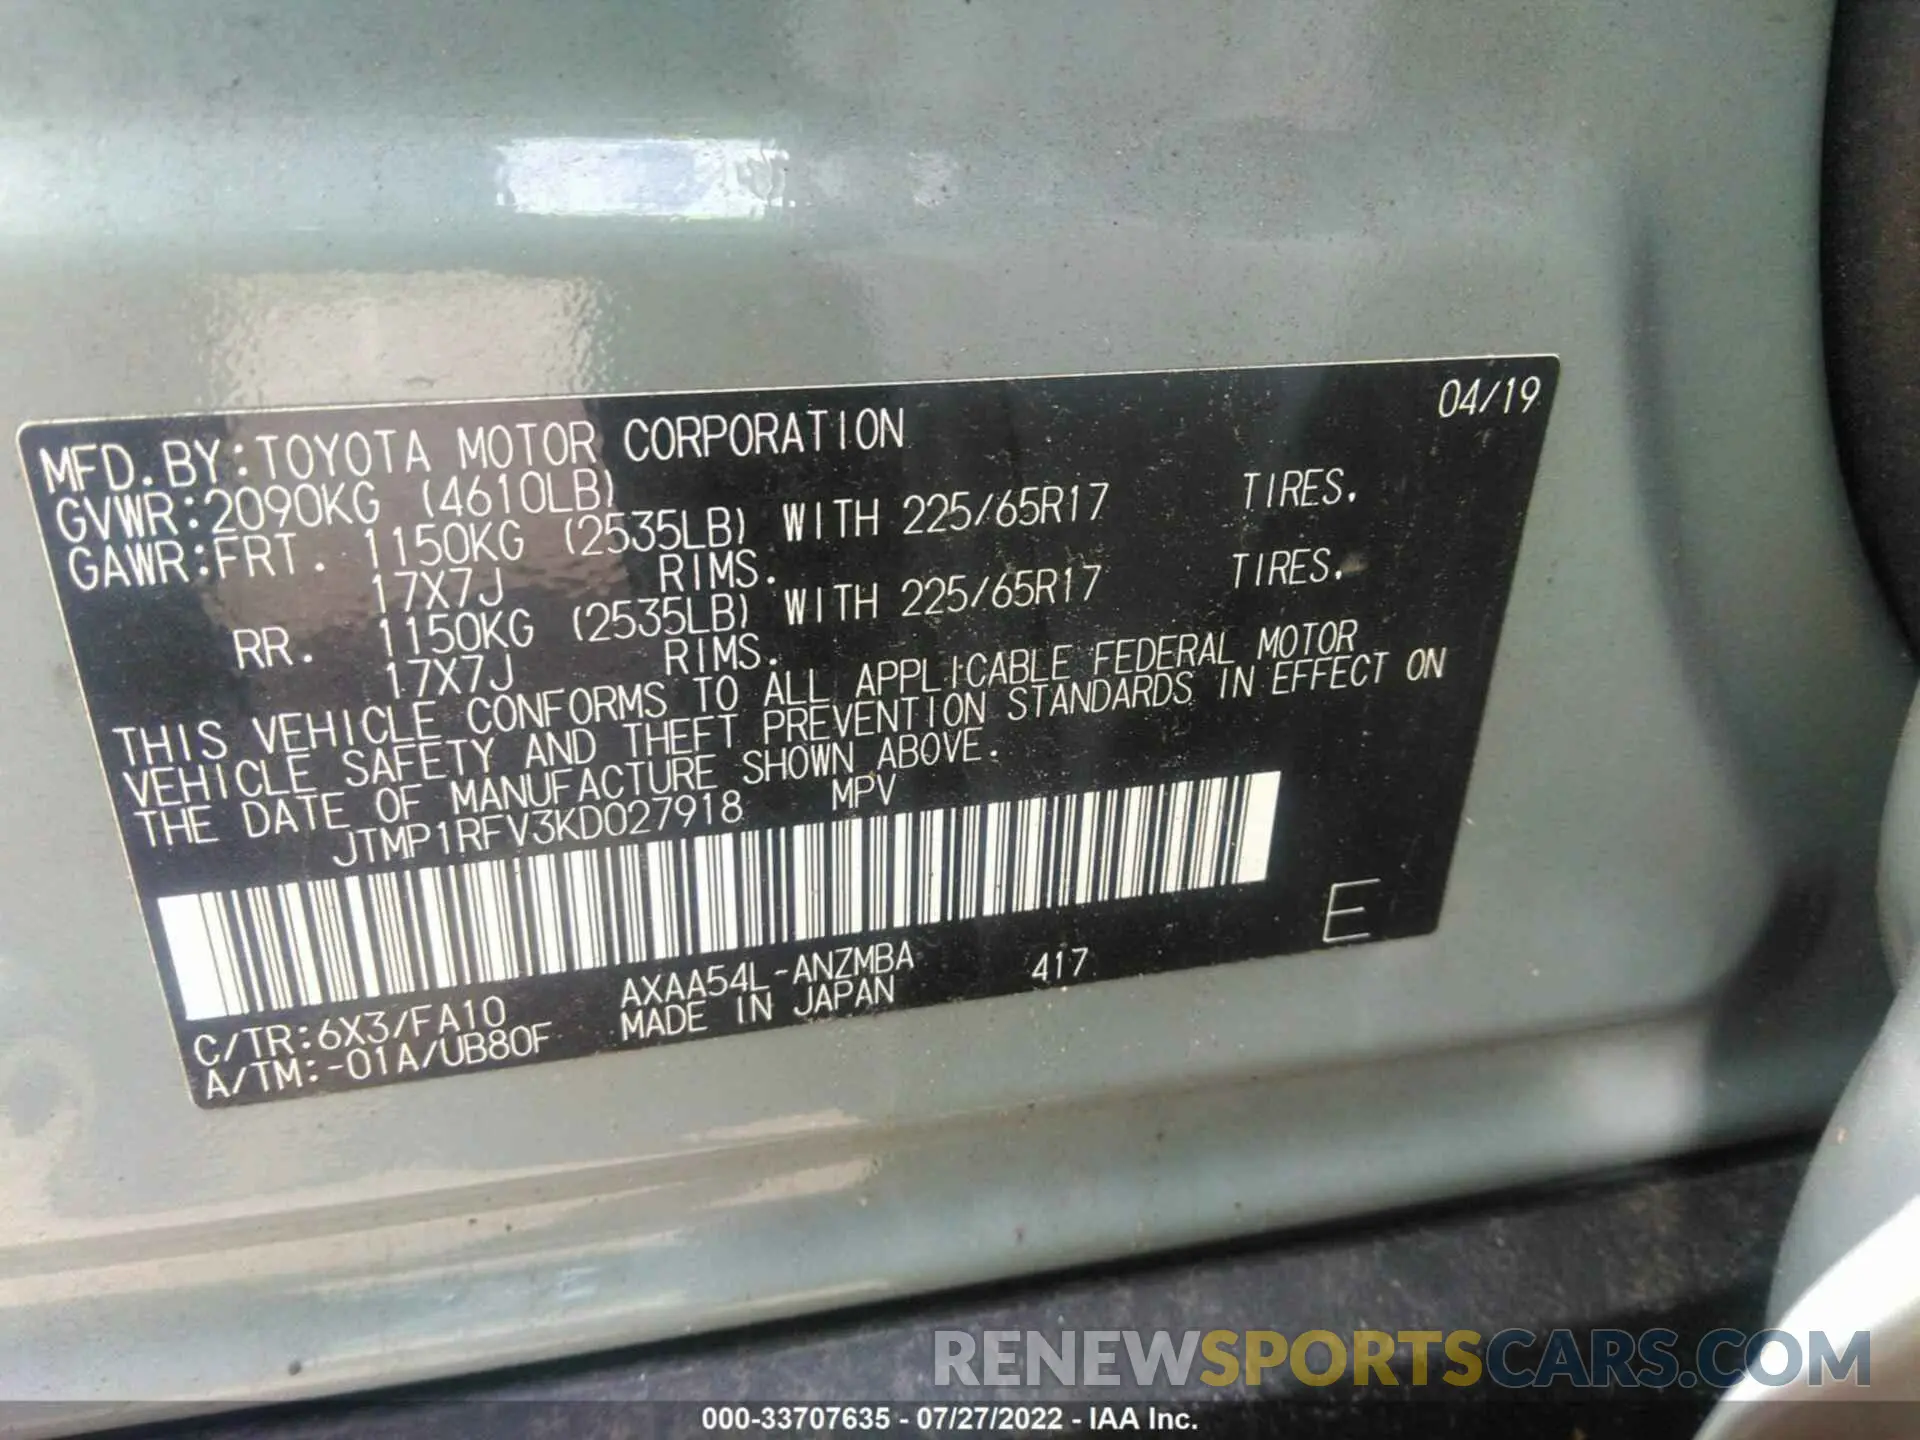 04/19
MFD.BY:TOYOTA MOTOR CORPORATION
GVWR:2090KG (4610LB)
GAWR:FRT. 1150KG (2535LB) WITH 225/65R17 TIRES.
17X7J RIMS.
RR. 1150KG (2535LB) WITH 225/65R17 TIRES.
17X7J RIMS.
THIS VEHICLE CONFORMS TO ALL APPLICABLE FEDERAL MOTOR
VEHICLE SAFETY AND THEFT PREVENTION STANDARDS IN EFFECT ON
THE DATE OF MANUFACTURE SHOWN ABOVE.
JTMP1RFV3KD027918 MPV
E
C/TR:6X3/FA10 AXAA54L-ANZMBA 417
A/TM:-01A/UB80F MADE IN JAPAN
RENEWSPORTSCARS.COM
000-33707635 - 07/27/2022 - IAA Inc.